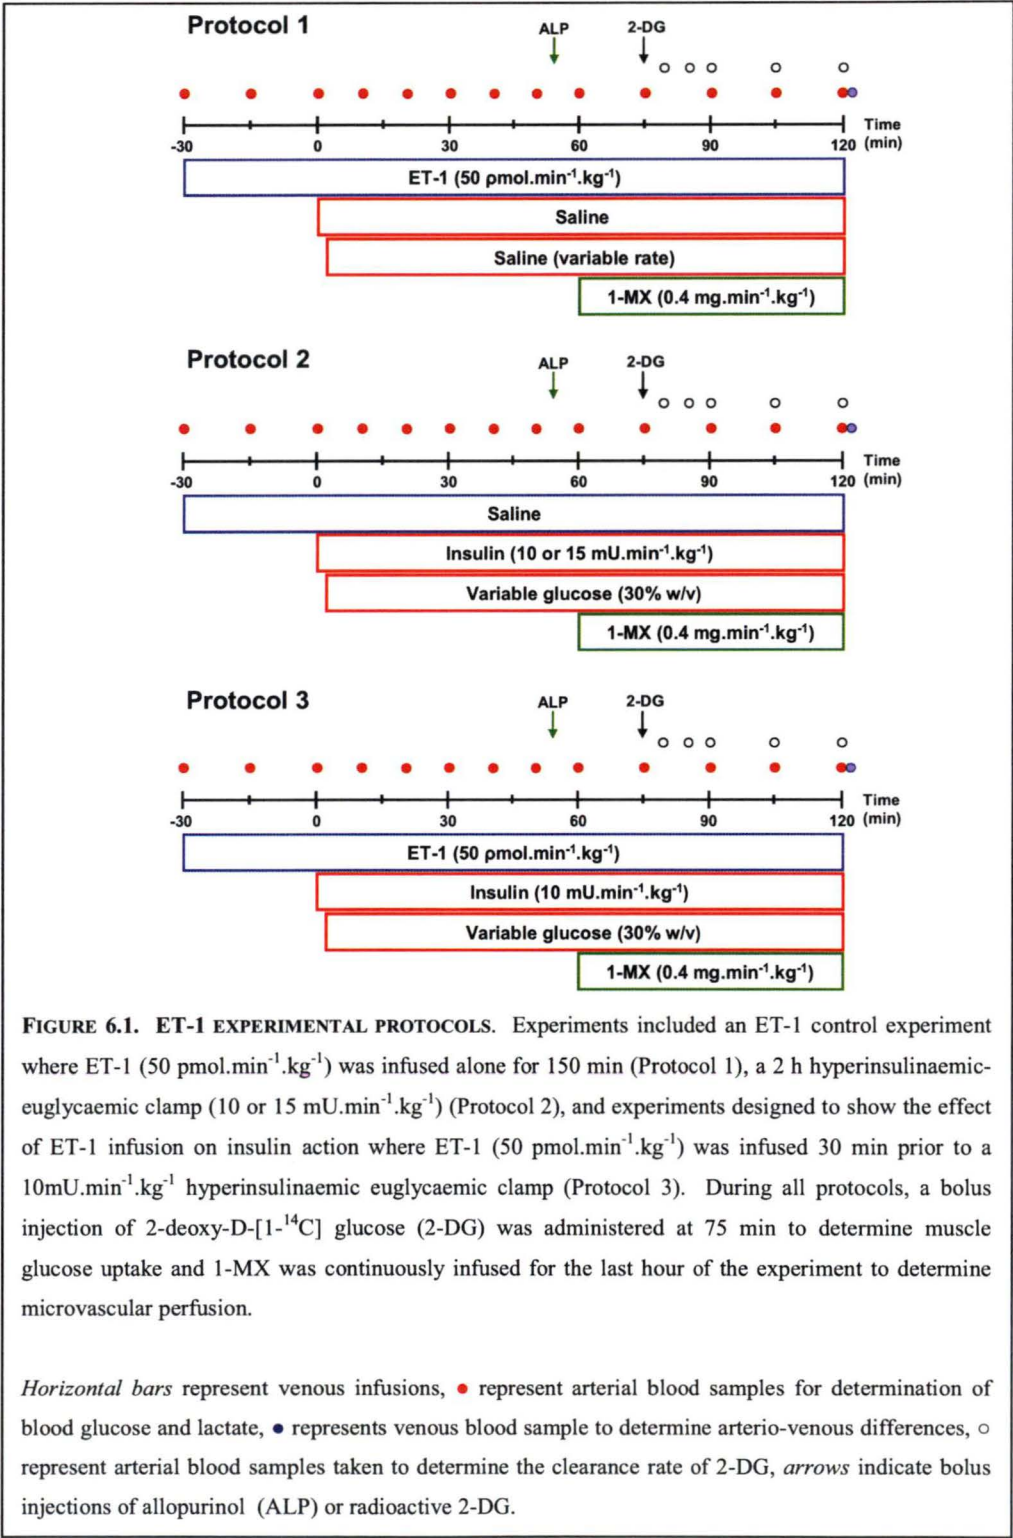 Protocol 1
ALP 2-DG
Time
-30 0 30 60 90 120 (min)
ET-1 (50 ρmol.min⁻¹.kg⁻¹)
Saline
Saline (variable rate)
1-MX (0.4 mg.min⁻¹.kg⁻¹)
Protocol 2
ALP 2-DG
Time
-30 0 30 60 90 120 (min)
Saline
Insulin (10 or 15 mU.min⁻¹.kg⁻¹)
Variable glucose (30% w/v)
1-MX (0.4 mg.min⁻¹.kg⁻¹)
Protocol 3
ALP 2-DG
Time
-30 0 30 60 90 120 (min)
ET-1 (50 ρmol.min⁻¹.kg⁻¹)
Insulin (10 mU.min⁻¹.kg⁻¹)
Variable glucose (30% w/v)
1-MX (0.4 mg.min⁻¹.kg⁻¹)
FIGURE 6.1. ET-1 EXPERIMENTAL PROTOCOLS. Experiments included an ET-1 control experiment
where ET-1 (50 pmol.min⁻¹.kg⁻¹) was infused alone for 150 min (Protocol 1), a 2 h hyperinsulinaemic-
euglycaemic clamp (10 or 15 mU.min⁻¹.kg⁻¹) (Protocol 2), and experiments designed to show the effect
of ET-1 infusion on insulin action where ET-1 (50 pmol.min⁻¹.kg⁻¹) was infused 30 min prior to a
10mU.min⁻¹.kg⁻¹ hyperinsulinaemic euglycaemic clamp (Protocol 3). During all protocols, a bolus
injection of 2-deoxy-D-[1-¹⁴C] glucose (2-DG) was administered at 75 min to determine muscle
glucose uptake and 1-MX was continuously infused for the last hour of the experiment to determine
microvascular perfusion.
Horizontal bars represent venous infusions, ● represent arterial blood samples for determination of
blood glucose and lactate, ● represents venous blood sample to determine arterio-venous differences, ○
represent arterial blood samples taken to determine the clearance rate of 2-DG, arrows indicate bolus
injections of allopurinol (ALP) or radioactive 2-DG.